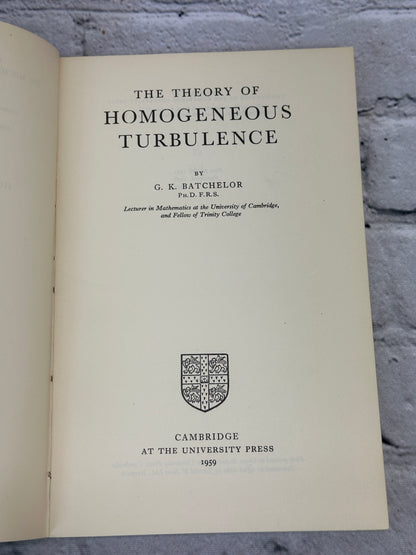 THE THEORY OF
HOMOGENEOUS
TURBULENCE
BY
G. K. BATCHELOR
PH.D. F.R.S.
Lecturer in Mathematics at the University of Cambridge,
and Fellow of Trinity College
CAMBRIDGE
AT THE UNIVERSITY PRESS
1959